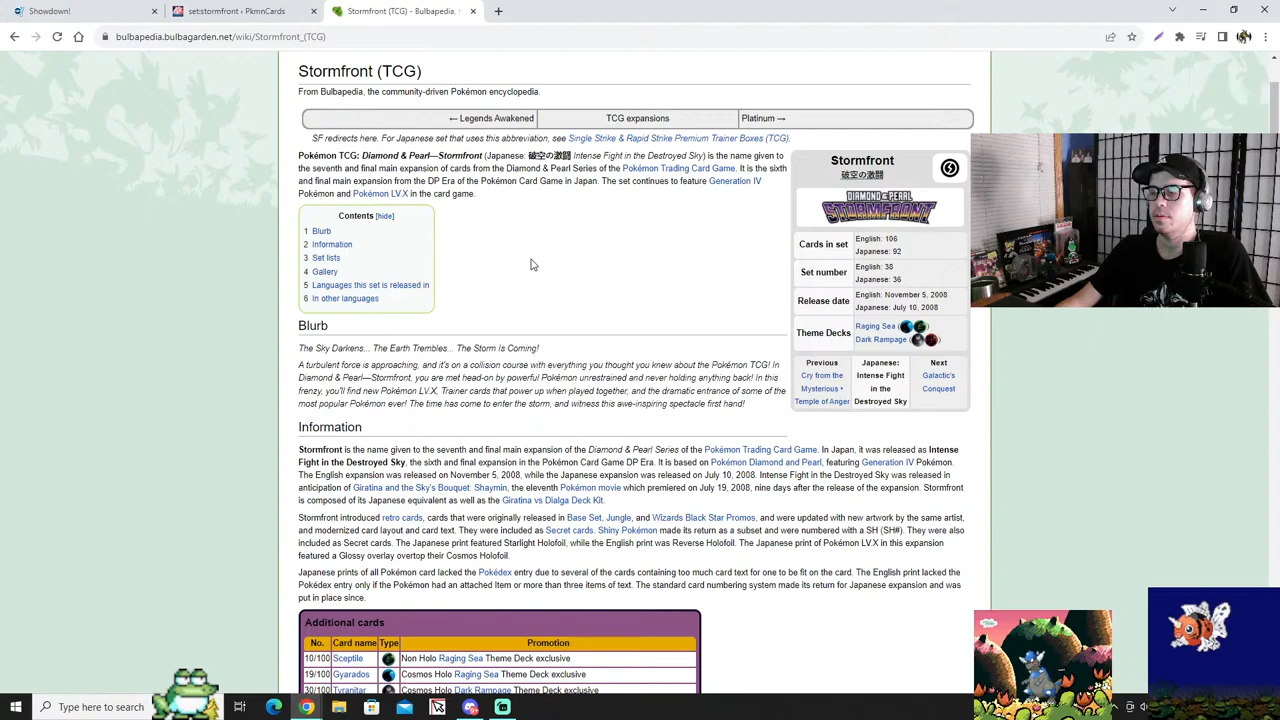 Showdown!
set:stormfront ‹ PkmnCards
Stormfront (TCG) - Bulbapedia, t
bulbapedia.bulbagarden.net/wiki/Stormfront_(TCG)
Stormfront (TCG)
From Bulbapedia, the community-driven Pokémon encyclopedia.
← Legends Awakened
TCG expansions
Platinum →
SF redirects here. For Japanese set that uses this abbreviation, see Single Strike & Rapid Strike Premium Trainer Boxes (TCG).
Pokémon TCG: Diamond & Pearl—Stormfront (Japanese: 破空の激闘 Intense Fight in the Destroyed Sky) is the name given to
the seventh and final main expansion of cards from the Diamond & Pearl Series of the Pokémon Trading Card Game. It is the sixth
and final main expansion from the DP Era of the Pokémon Card Game in Japan. The set continues to feature Generation IV
Pokémon and Pokémon LV.X in the card game.
Contents [hide]
1 Blurb
2 Information
3 Set lists
4 Gallery
5 Languages this set is released in
6 In other languages
Stormfront
破空の激闘
DIAMOND & PEARL
STORMFRONT
Cards in set
English: 106
Japanese: 92
Set number
English: 38
Japanese: 36
Release date
English: November 5, 2008
Japanese: July 10, 2008
Theme Decks
Raging Sea ( )
Dark Rampage ( )
Previous
Cry from the
Mysterious •
Temple of Anger
Japanese:
Intense Fight
in the
Destroyed Sky
Next
Galactic's
Conquest
Blurb
The Sky Darkens... The Earth Trembles... The Storm Is Coming!
A turbulent force is approaching, and it's on a collision course with everything you thought you knew about the Pokémon TCG! In
Diamond & Pearl—Stormfront, you are met head-on by powerful Pokémon unrestrained and never holding anything back! In this
frenzy, you'll find new Pokémon LV.X, Trainer cards that power up when played together, and the dramatic entrance of some of the
most popular Pokémon ever! The time has come to enter the storm, and witness this awe-inspiring spectacle first hand!
Information
Stormfront is the name given to the seventh and final main expansion of the Diamond & Pearl Series of the Pokémon Trading Card Game. In Japan, it was released as Intense
Fight in the Destroyed Sky, the sixth and final expansion in the Pokémon Card Game DP Era. It is based on Pokémon Diamond and Pearl, featuring Generation IV Pokémon.
The English expansion was released on November 5, 2008, while the Japanese expansion was released on July 10, 2008. Intense Fight in the Destroyed Sky was released in
anticipation of Giratina and the Sky's Bouquet: Shaymin, the eleventh Pokémon movie which premiered on July 19, 2008, nine days after the release of the expansion. Stormfront
is composed of its Japanese equivalent as well as the Giratina vs Dialga Deck Kit.
Stormfront introduced retro cards, cards that were originally released in Base Set, Jungle, and Wizards Black Star Promos, and were updated with new artwork by the same artist,
and modernized card layout and card text. They were included as Secret cards. Shiny Pokémon made its return as a subset and were numbered with a SH (SH#). They were also
included as Secret cards. The Japanese print featured Starlight Holofoil, while the English print was Reverse Holofoil. The Japanese print of Pokémon LV.X in this expansion
featured a Glossy overlay overtop their Cosmos Holofoil.
Japanese prints of all Pokémon card lacked the Pokédex entry due to several of the cards containing too much card text for one to be fit on the card. The English print lacked the
Pokédex entry only if the Pokémon had an attached Item or more than three items of text. The standard card numbering system made its return for Japanese expansion and was
put in place since.
Additional cards
No. Card name Type Promotion
10/100 Sceptile Non Holo Raging Sea Theme Deck exclusive
19/100 Gyarados Cosmos Holo Raging Sea Theme Deck exclusive
30/100 Tyranitar Cosmos Holo Dark Rampage Theme Deck exclusive
Type here to search